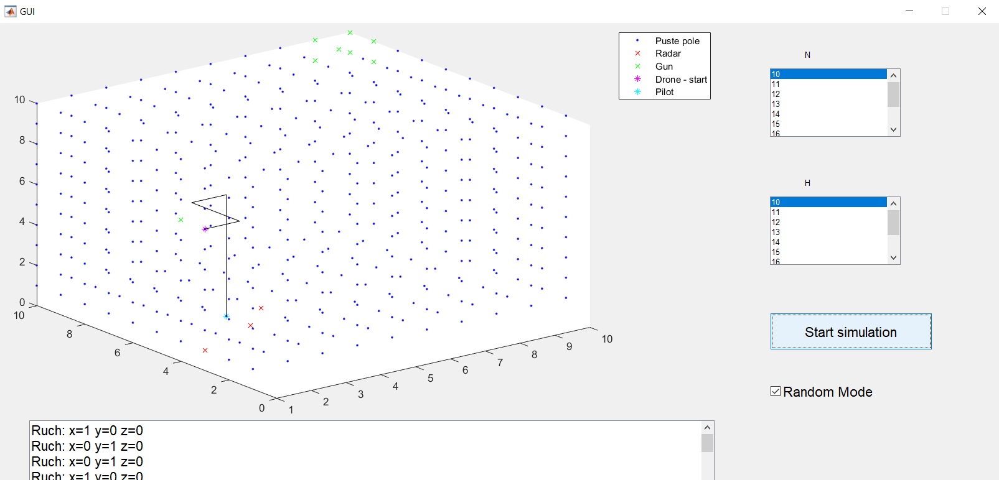 GUI
Puste pole
Radar
Gun
Drone - start
Pilot
10
8
6
4
2
0
10
8
6
4
2
0
1
2
3
4
5
6
7
8
9
10
N
10
11
12
13
14
15
16
H
10
11
12
13
14
15
16
Start simulation
Random Mode
Ruch: x=1 y=0 z=0
Ruch: x=0 y=1 z=0
Ruch: x=0 y=1 z=0
Ruch: x=1 y=0 z=0